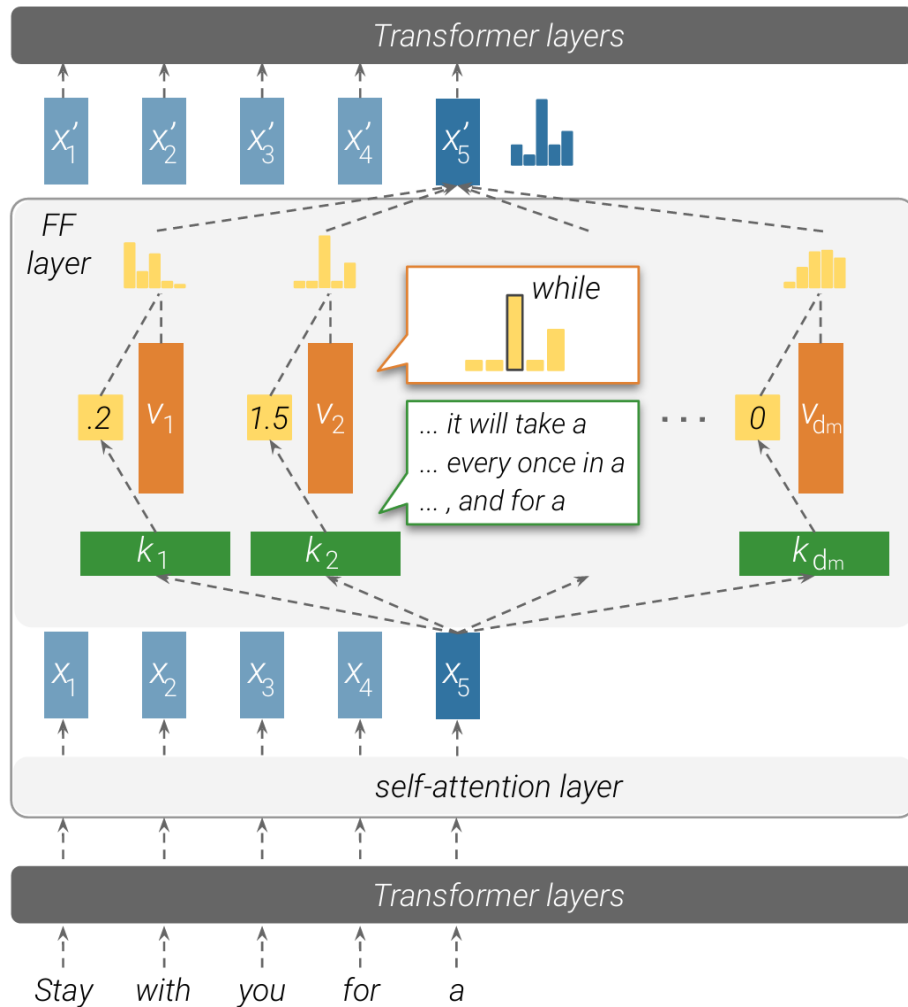 Transformer layers
x′1 x′2 x′3 x′4 x′5
FF
layer
while
.2 v1 1.5 v2 ... 0 vdm
... it will take a
... every once in a
... , and for a
k1 k2 kdm
x1 x2 x3 x4 x5
self-attention layer
Transformer layers
Stay with you for a